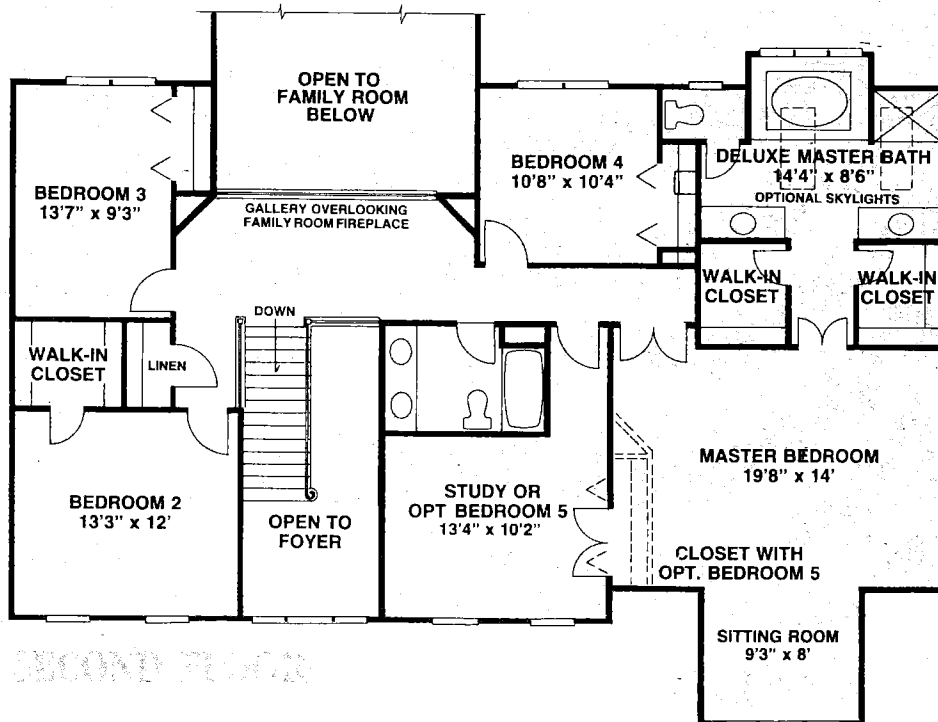 OPEN TO
FAMILY ROOM
BELOW
BEDROOM 3
13'7" x 9'3"
BEDROOM 4
10'8" x 10'4"
DELUXE MASTER BATH
14'4" x 8'6"
OPTIONAL SKYLIGHTS
GALLERY OVERLOOKING
FAMILY ROOM FIREPLACE
WALK-IN
CLOSET
WALK-IN
CLOSET
DOWN
WALK-IN
CLOSET
LINEN
MASTER BEDROOM
19'8" x 14'
BEDROOM 2
13'3" x 12'
STUDY OR
OPT BEDROOM 5
13'4" x 10'2"
OPEN TO
FOYER
CLOSET WITH
OPT. BEDROOM 5
SITTING ROOM
9'3" x 8'
SECOND FLOOR